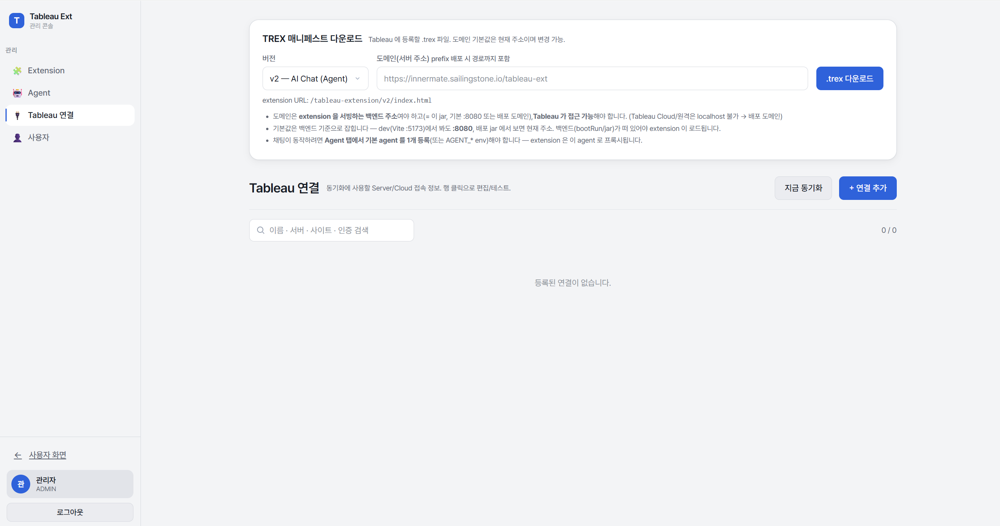 T
Tableau Ext
관리 콘솔
관리
Extension
Agent
Tableau 연결
사용자
TREX 매니페스트 다운로드 Tableau 에 등록할 .trex 파일. 도메인 기본값은 현재 주소이며 변경 가능.
버전
도메인(서버 주소) prefix 배포 시 경로까지 포함
v2 — AI Chat (Agent)
https://innermate.sailingstone.io/tableau-ext
.trex 다운로드
extension URL: /tableau-extension/v2/index.html
• 도메인은 extension 을 서빙하는 백엔드 주소여야 하고(= 이 jar, 기본 :8080 또는 배포 도메인),Tableau 가 접근 가능해야 합니다. (Tableau Cloud/원격은 localhost 불가 → 배포 도메인)
• 기본값은 백엔드 기준으로 잡힙니다 — dev(Vite :5173)에서 봐도 :8080, 배포 jar 에서 보면 현재 주소. 백엔드(bootRun/jar)가 떠 있어야 extension 이 로드됩니다.
• 채팅이 동작하려면 Agent 탭에서 기본 agent 를 1개 등록(또는 AGENT_* env)해야 합니다 — extension 은 이 agent 로 프록시됩니다.
Tableau 연결 동기화에 사용할 Server/Cloud 접속 정보. 행 클릭으로 편집/테스트.
지금 동기화
+ 연결 추가
이름 · 서버 · 사이트 · 인증 검색
0 / 0
등록된 연결이 없습니다.
← 사용자 화면
관
관리자
ADMIN
로그아웃